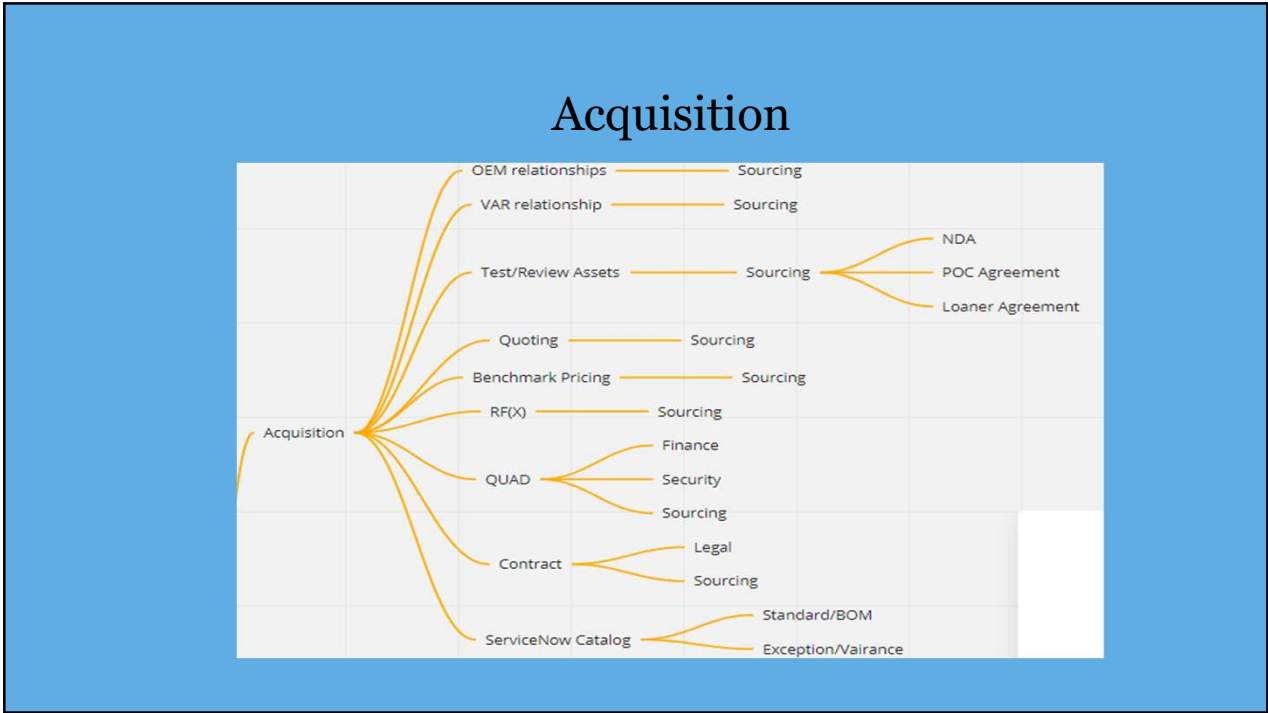 Acquisition
OEM relationships Sourcing
VAR relationship Sourcing
NDA
Test/Review Assets Sourcing POC Agreement
Loaner Agreement
Quoting Sourcing
Benchmark Pricing Sourcing
RF(X) Sourcing
Acquisition
Finance
QUAD Security
Sourcing
Legal
Contract
Sourcing
Standard/BOM
ServiceNow Catalog
Exception/Vairance